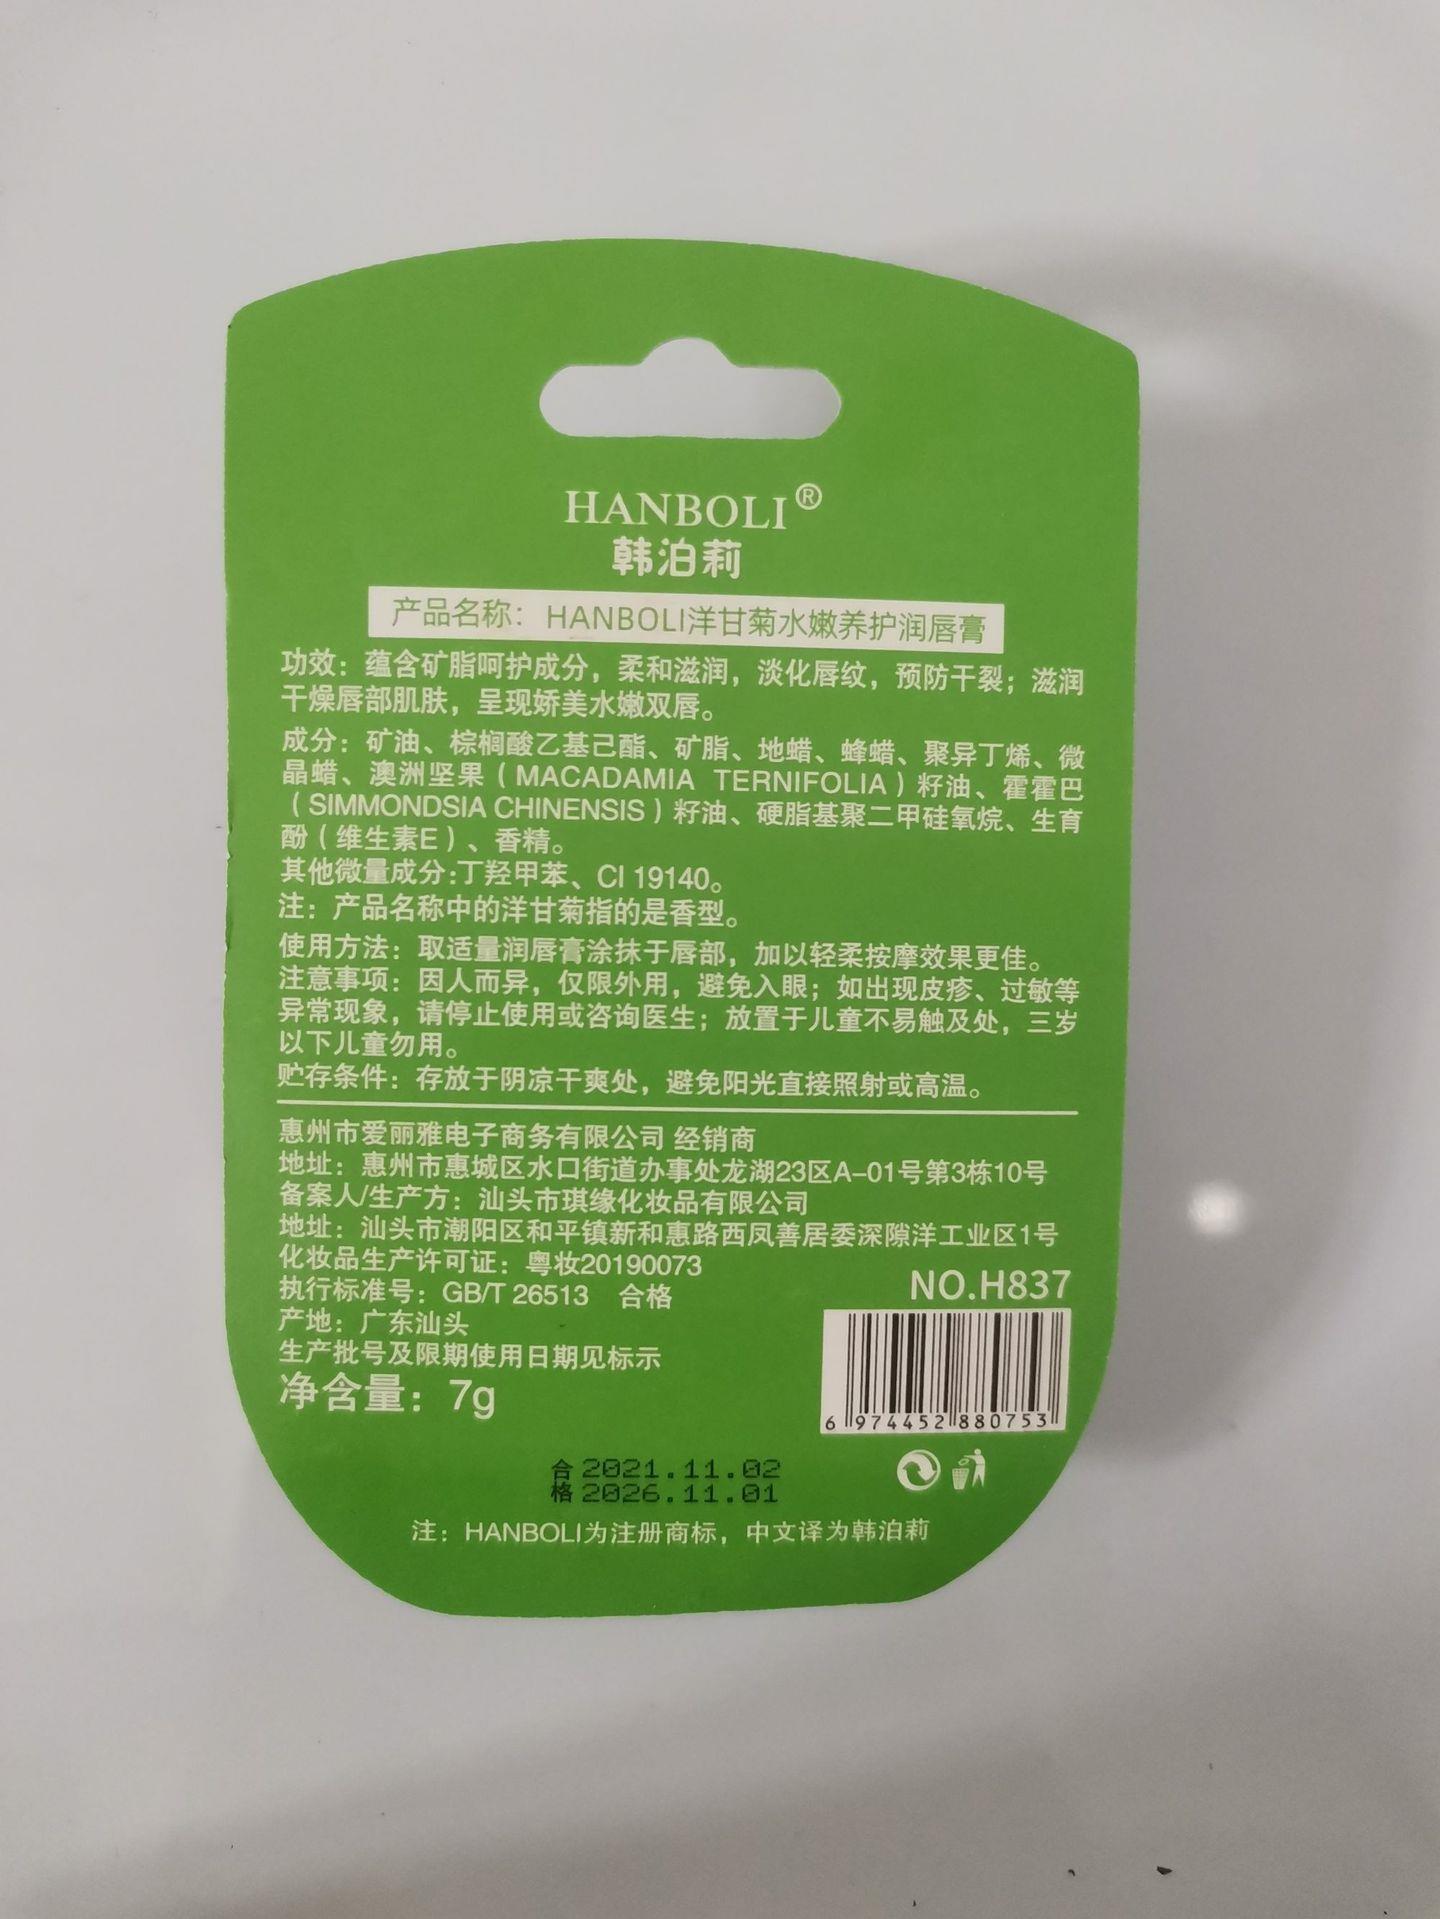 HANBOLI®
韩泊莉
产品名称：HANBOLI洋甘菊水嫩养护润唇膏
功效：蕴含矿脂呵护成分，柔和滋润，淡化唇纹，预防干裂；滋润
干燥唇部肌肤，呈现娇美水嫩双唇。
成分：矿油、棕榈酸乙基己酯、矿脂、地蜡、蜂蜡、聚异丁烯、微
晶蜡、澳洲坚果（MACADAMIA TERNIFOLIA）籽油、霍霍巴
（SIMMONDSIA CHINENSIS）籽油、硬脂基聚二甲硅氧烷、生育
酚（维生素E）、香精。
其他微量成分:丁羟甲苯、CI 19140。
注：产品名称中的洋甘菊指的是香型。
使用方法：取适量润唇膏涂抹于唇部，加以轻柔按摩效果更佳。
注意事项：因人而异，仅限外用，避免入眼；如出现皮疹、过敏等
异常现象，请停止使用或咨询医生；放置于儿童不易触及处，三岁
以下儿童勿用。
贮存条件：存放于阴凉干爽处，避免阳光直接照射或高温。
惠州市爱丽雅电子商务有限公司 经销商
地址：惠州市惠城区水口街道办事处龙湖23区A-01号第3栋10号
备案人/生产方：汕头市琪缘化妆品有限公司
地址：汕头市潮阳区和平镇新和惠路西凤善居委深隙洋工业区1号
化妆品生产许可证：粤妆20190073
执行标准号：GB/T 26513 合格
产地：广东汕头
生产批号及限期使用日期见标示
净含量：7g
NO.H837
6 974452 880753
合 2021.11.02
格 2026.11.01
注：HANBOLI为注册商标，中文译为韩泊莉